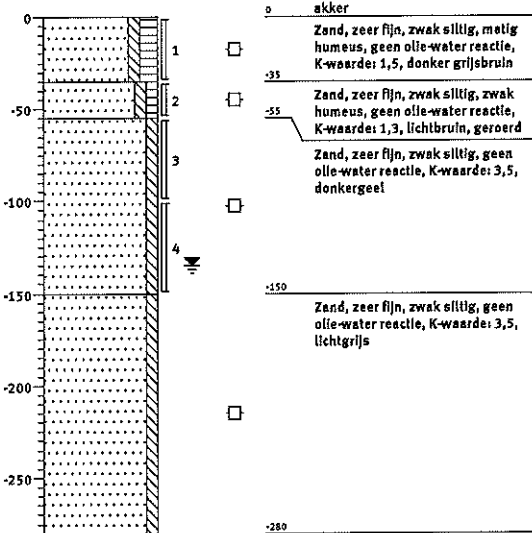 0
-50
-100
-150
-200
-250
1
2
3
4
0 akker
Zand, zeer fijn, zwak siltig, matig
humeus, geen olie-water reactie,
K-waarde: 1,5, donker grijsbruin
-35
Zand, zeer fijn, zwak siltig, zwak
humeus, geen olie-water reactie,
K-waarde: 1,3, lichtbruin, geroerd
-55
Zand, zeer fijn, zwak siltig, geen
olie-water reactie, K-waarde: 3,5,
donkergeel
-150
Zand, zeer fijn, zwak siltig, geen
olie-water reactie, K-waarde: 3,5,
lichtgrijs
-280